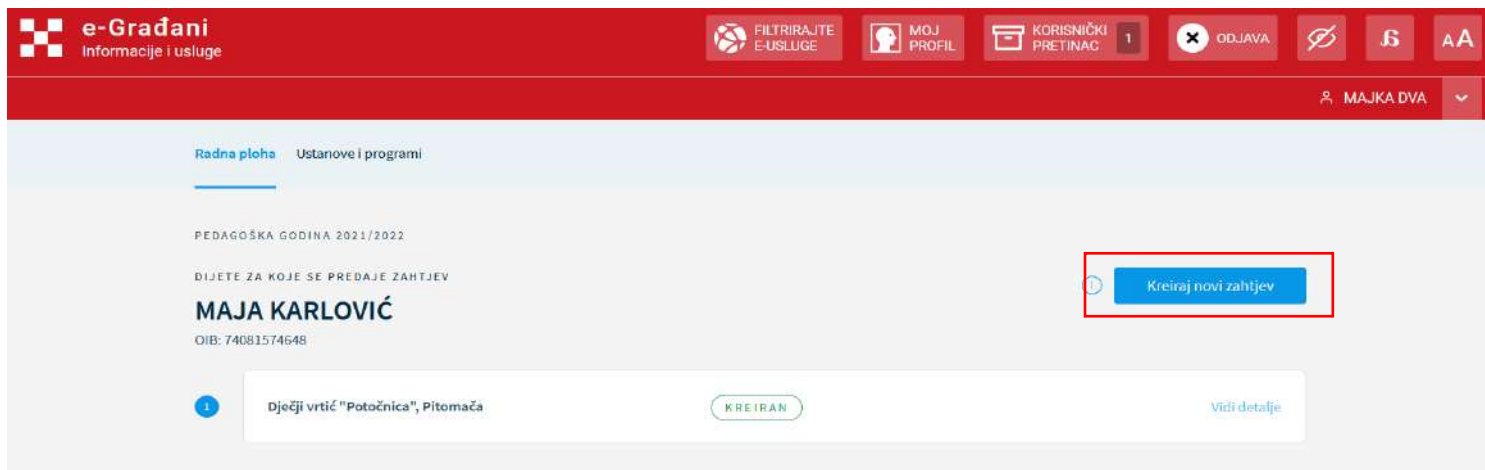 e-Građani
Informacije i usluge
FILTRIRAJTE
E-USLUGE
MOJ
PROFIL
KORISNIČKI
PRETINAC
1
ODJAVA
AA
MAJKA DVA
Radna ploha
Ustanove i programi
PEDAGOŠKA GODINA 2021/2022
DIJETE ZA KOJE SE PREDAJE ZAHTJEV
MAJA KARLOVIĆ
OIB: 74081574648
Kreiraj novi zahtjev
1
Dječji vrtić "Potočnica", Pitomača
KREIRAN
Vidi detalje